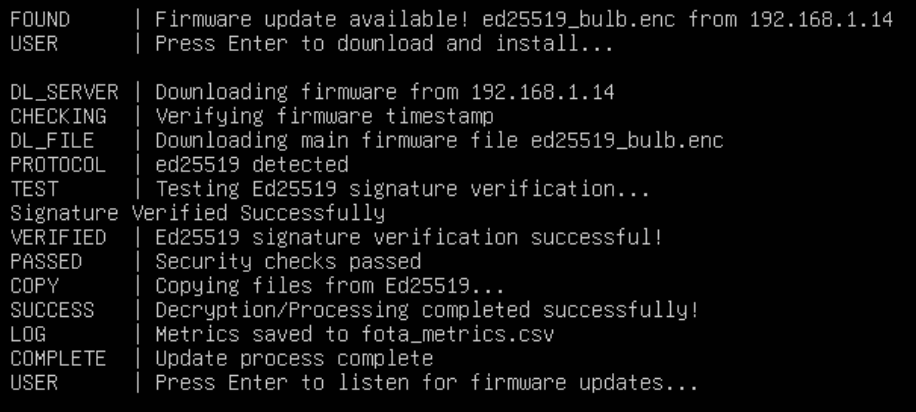 FOUND | Firmware update available! ed25519_bulb.enc from 192.168.1.14
USER | Press Enter to download and install...
DL_SERVER | Downloading firmware from 192.168.1.14
CHECKING | Verifying firmware timestamp
DL_FILE | Downloading main firmware file ed25519_bulb.enc
PROTOCOL | ed25519 detected
TEST | Testing Ed25519 signature verification...
Signature Verified Successfully
VERIFIED | Ed25519 signature verification successful!
PASSED | Security checks passed
COPY | Copying files from Ed25519...
SUCCESS | Decryption/Processing completed successfully!
LOG | Metrics saved to fota_metrics.csv
COMPLETE | Update process complete
USER | Press Enter to listen for firmware updates...